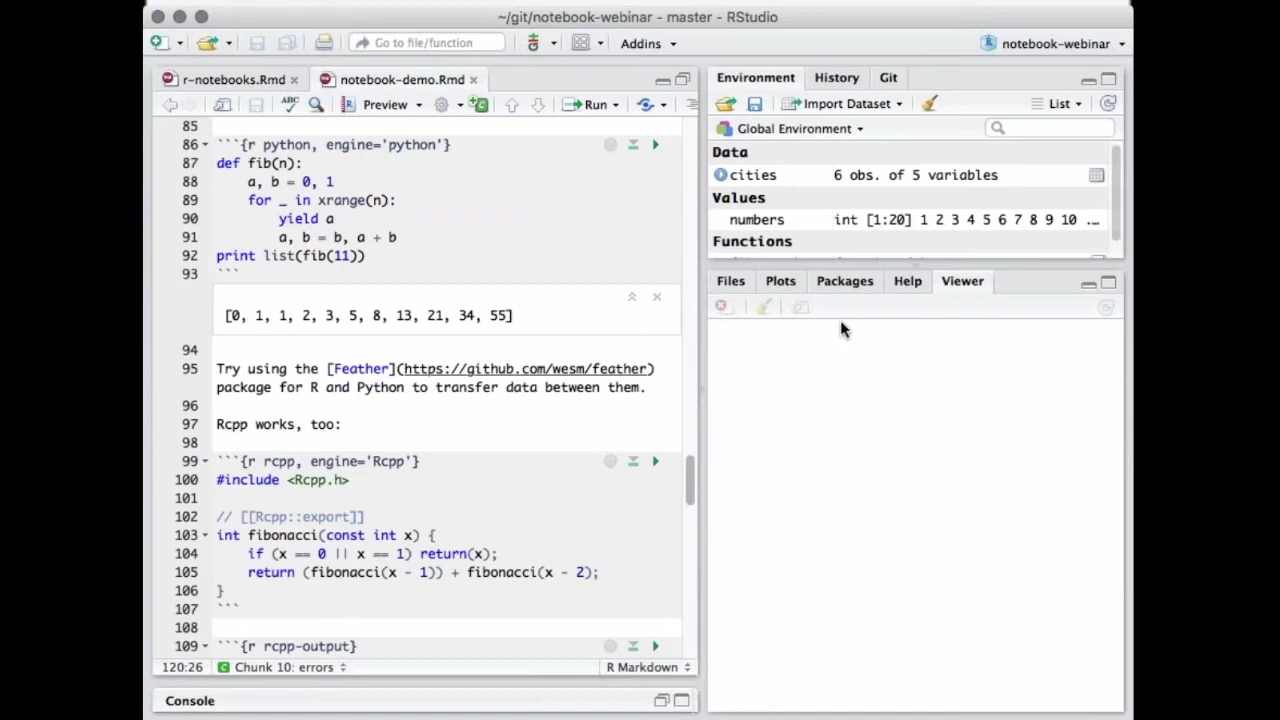 ~/git/notebook-webinar - master - RStudio
Go to file/function
Addins
notebook-webinar
r-notebooks.Rmd
notebook-demo.Rmd
ABC
Preview
Run
85
86 ```{r python, engine='python'}
87 def fib(n):
88     a, b = 0, 1
89     for _ in xrange(n):
90         yield a
91         a, b = b, a + b
92 print list(fib(11))
93 ```
[0, 1, 1, 2, 3, 5, 8, 13, 21, 34, 55]
94
95 Try using the [Feather](https://github.com/wesm/feather)
package for R and Python to transfer data between them.
96
97 Rcpp works, too:
98
99 ```{r rcpp, engine='Rcpp'}
100 #include <Rcpp.h>
101
102 // [[Rcpp::export]]
103 int fibonacci(const int x) {
104     if (x == 0 || x == 1) return(x);
105     return (fibonacci(x - 1)) + fibonacci(x - 2);
106 }
107 ```
108
109 ```{r rcpp-output}
120:26 C Chunk 10: errors R Markdown
Console
Environment History Git
Import Dataset List
Global Environment
Data
cities 6 obs. of 5 variables
Values
numbers int [1:20] 1 2 3 4 5 6 7 8 9 10 ...
Functions
Files Plots Packages Help Viewer